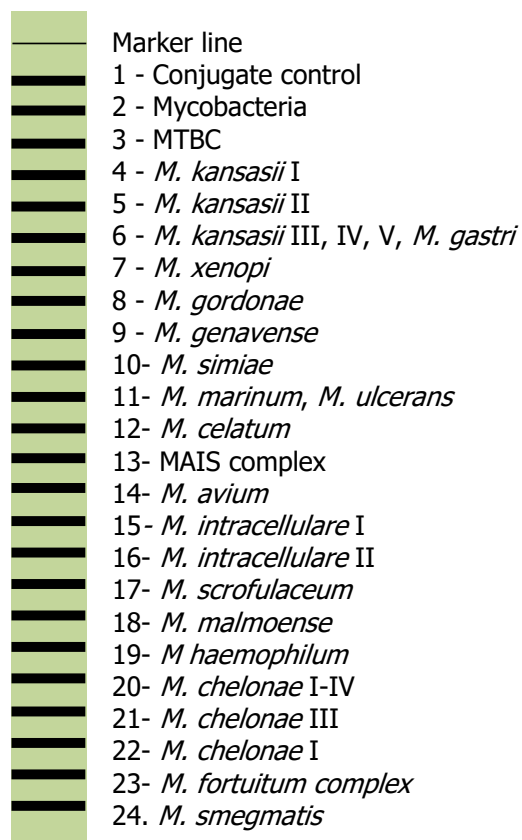 Marker line
1 - Conjugate control
2 - Mycobacteria
3 - MTBC
4 - M. kansasii I
5 - M. kansasii II
6 - M. kansasii III, IV, V, M. gastri
7 - M. xenopi
8 - M. gordonae
9 - M. genavense
10- M. simiae
11- M. marinum, M. ulcerans
12- M. celatum
13- MAIS complex
14- M. avium
15- M. intracellulare I
16- M. intracellulare II
17- M. scrofulaceum
18- M. malmoense
19- M haemophilum
20- M. chelonae I-IV
21- M. chelonae III
22- M. chelonae I
23- M. fortuitum complex
24. M. smegmatis